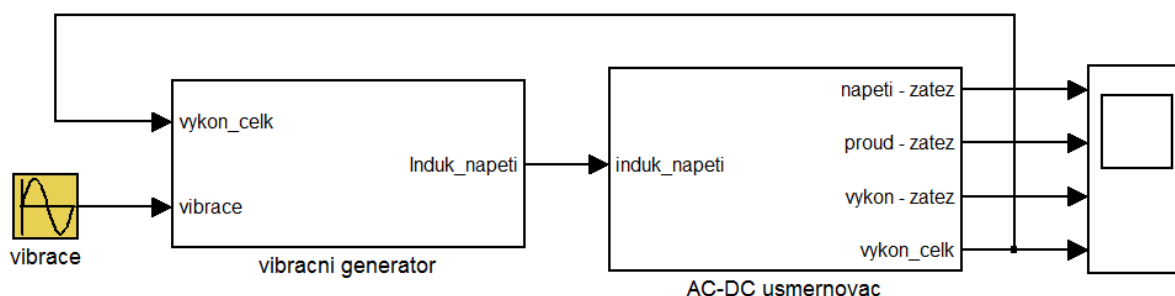 vykon_celk
vibrace
Induk_napeti
vibrace
vibracni generator
induk_napeti
napeti - zatez
proud - zatez
vykon - zatez
vykon_celk
AC-DC usmernovac